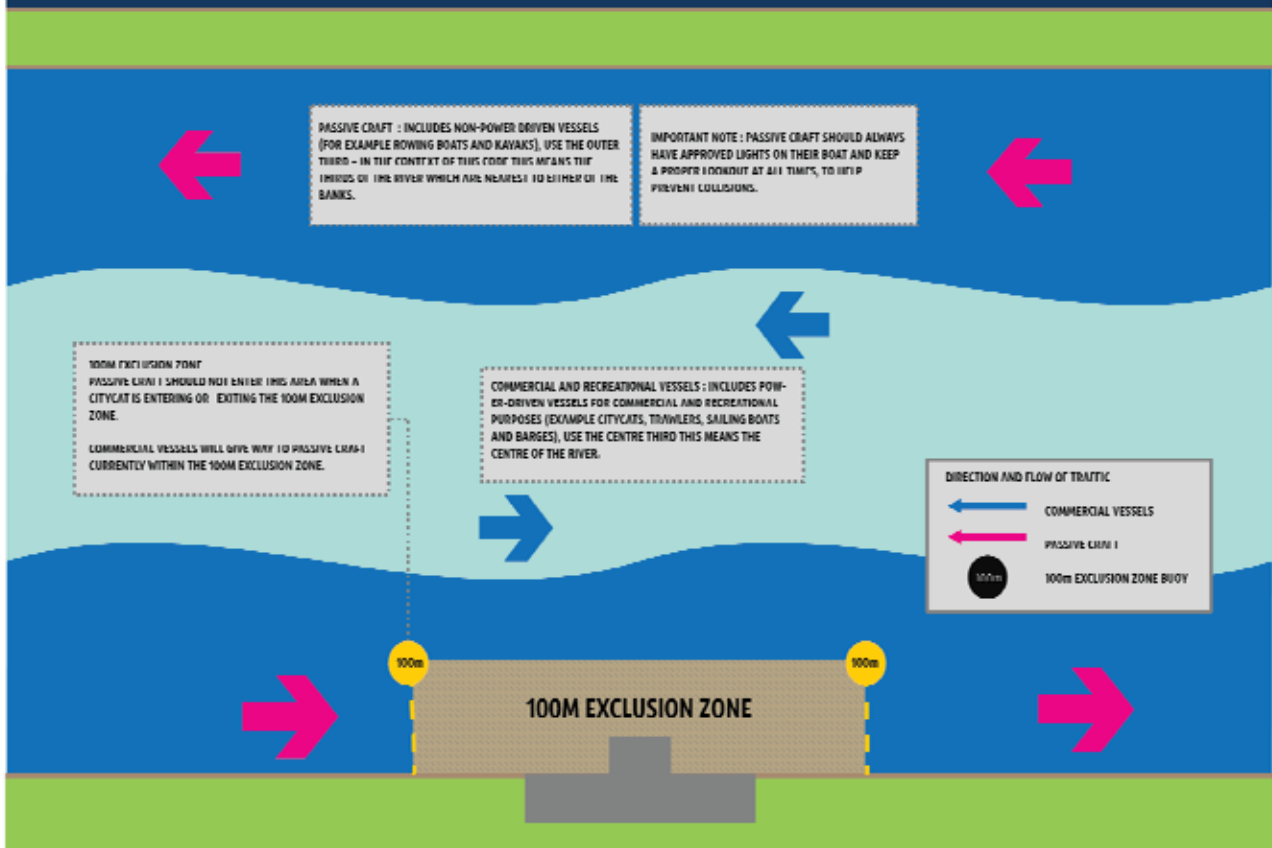 PASSIVE CRAFT : INCLUDES NON-POWER DRIVEN VESSELS
(FOR EXAMPLE ROWING BOATS AND KAYAKS), USE THE OUTER
THIRD – IN THE CONTEXT OF THIS CODE THIS MEANS THE
THIRDS OF THE RIVER WHICH ARE NEAREST TO EITHER OF THE
BANKS.
IMPORTANT NOTE : PASSIVE CRAFT SHOULD ALWAYS
HAVE APPROVED LIGHTS ON THEIR BOAT AND KEEP
A PROPER LOOKOUT AT ALL TIMES, TO HELP
PREVENT COLLISIONS.
100M EXCLUSION ZONE
PASSIVE CRAFT SHOULD NOT ENTER THIS AREA WHEN A
CITYCAT IS ENTERING OR EXITING THE 100M EXCLUSION
ZONE.
COMMERCIAL VESSELS WILL GIVE WAY TO PASSIVE CRAFT
CURRENTLY WITHIN THE 100M EXCLUSION ZONE.
COMMERCIAL AND RECREATIONAL VESSELS : INCLUDES POW-
ER-DRIVEN VESSELS FOR COMMERCIAL AND RECREATIONAL
PURPOSES (EXAMPLE CITYCATS, TRAWLERS, SAILING BOATS
AND BARGES), USE THE CENTRE THIRD THIS MEANS THE
CENTRE OF THE RIVER.
DIRECTION AND FLOW OF TRAFFIC
COMMERCIAL VESSELS
PASSIVE CRAFT
100m
100m EXCLUSION ZONE BUOY
100m
100m
100M EXCLUSION ZONE